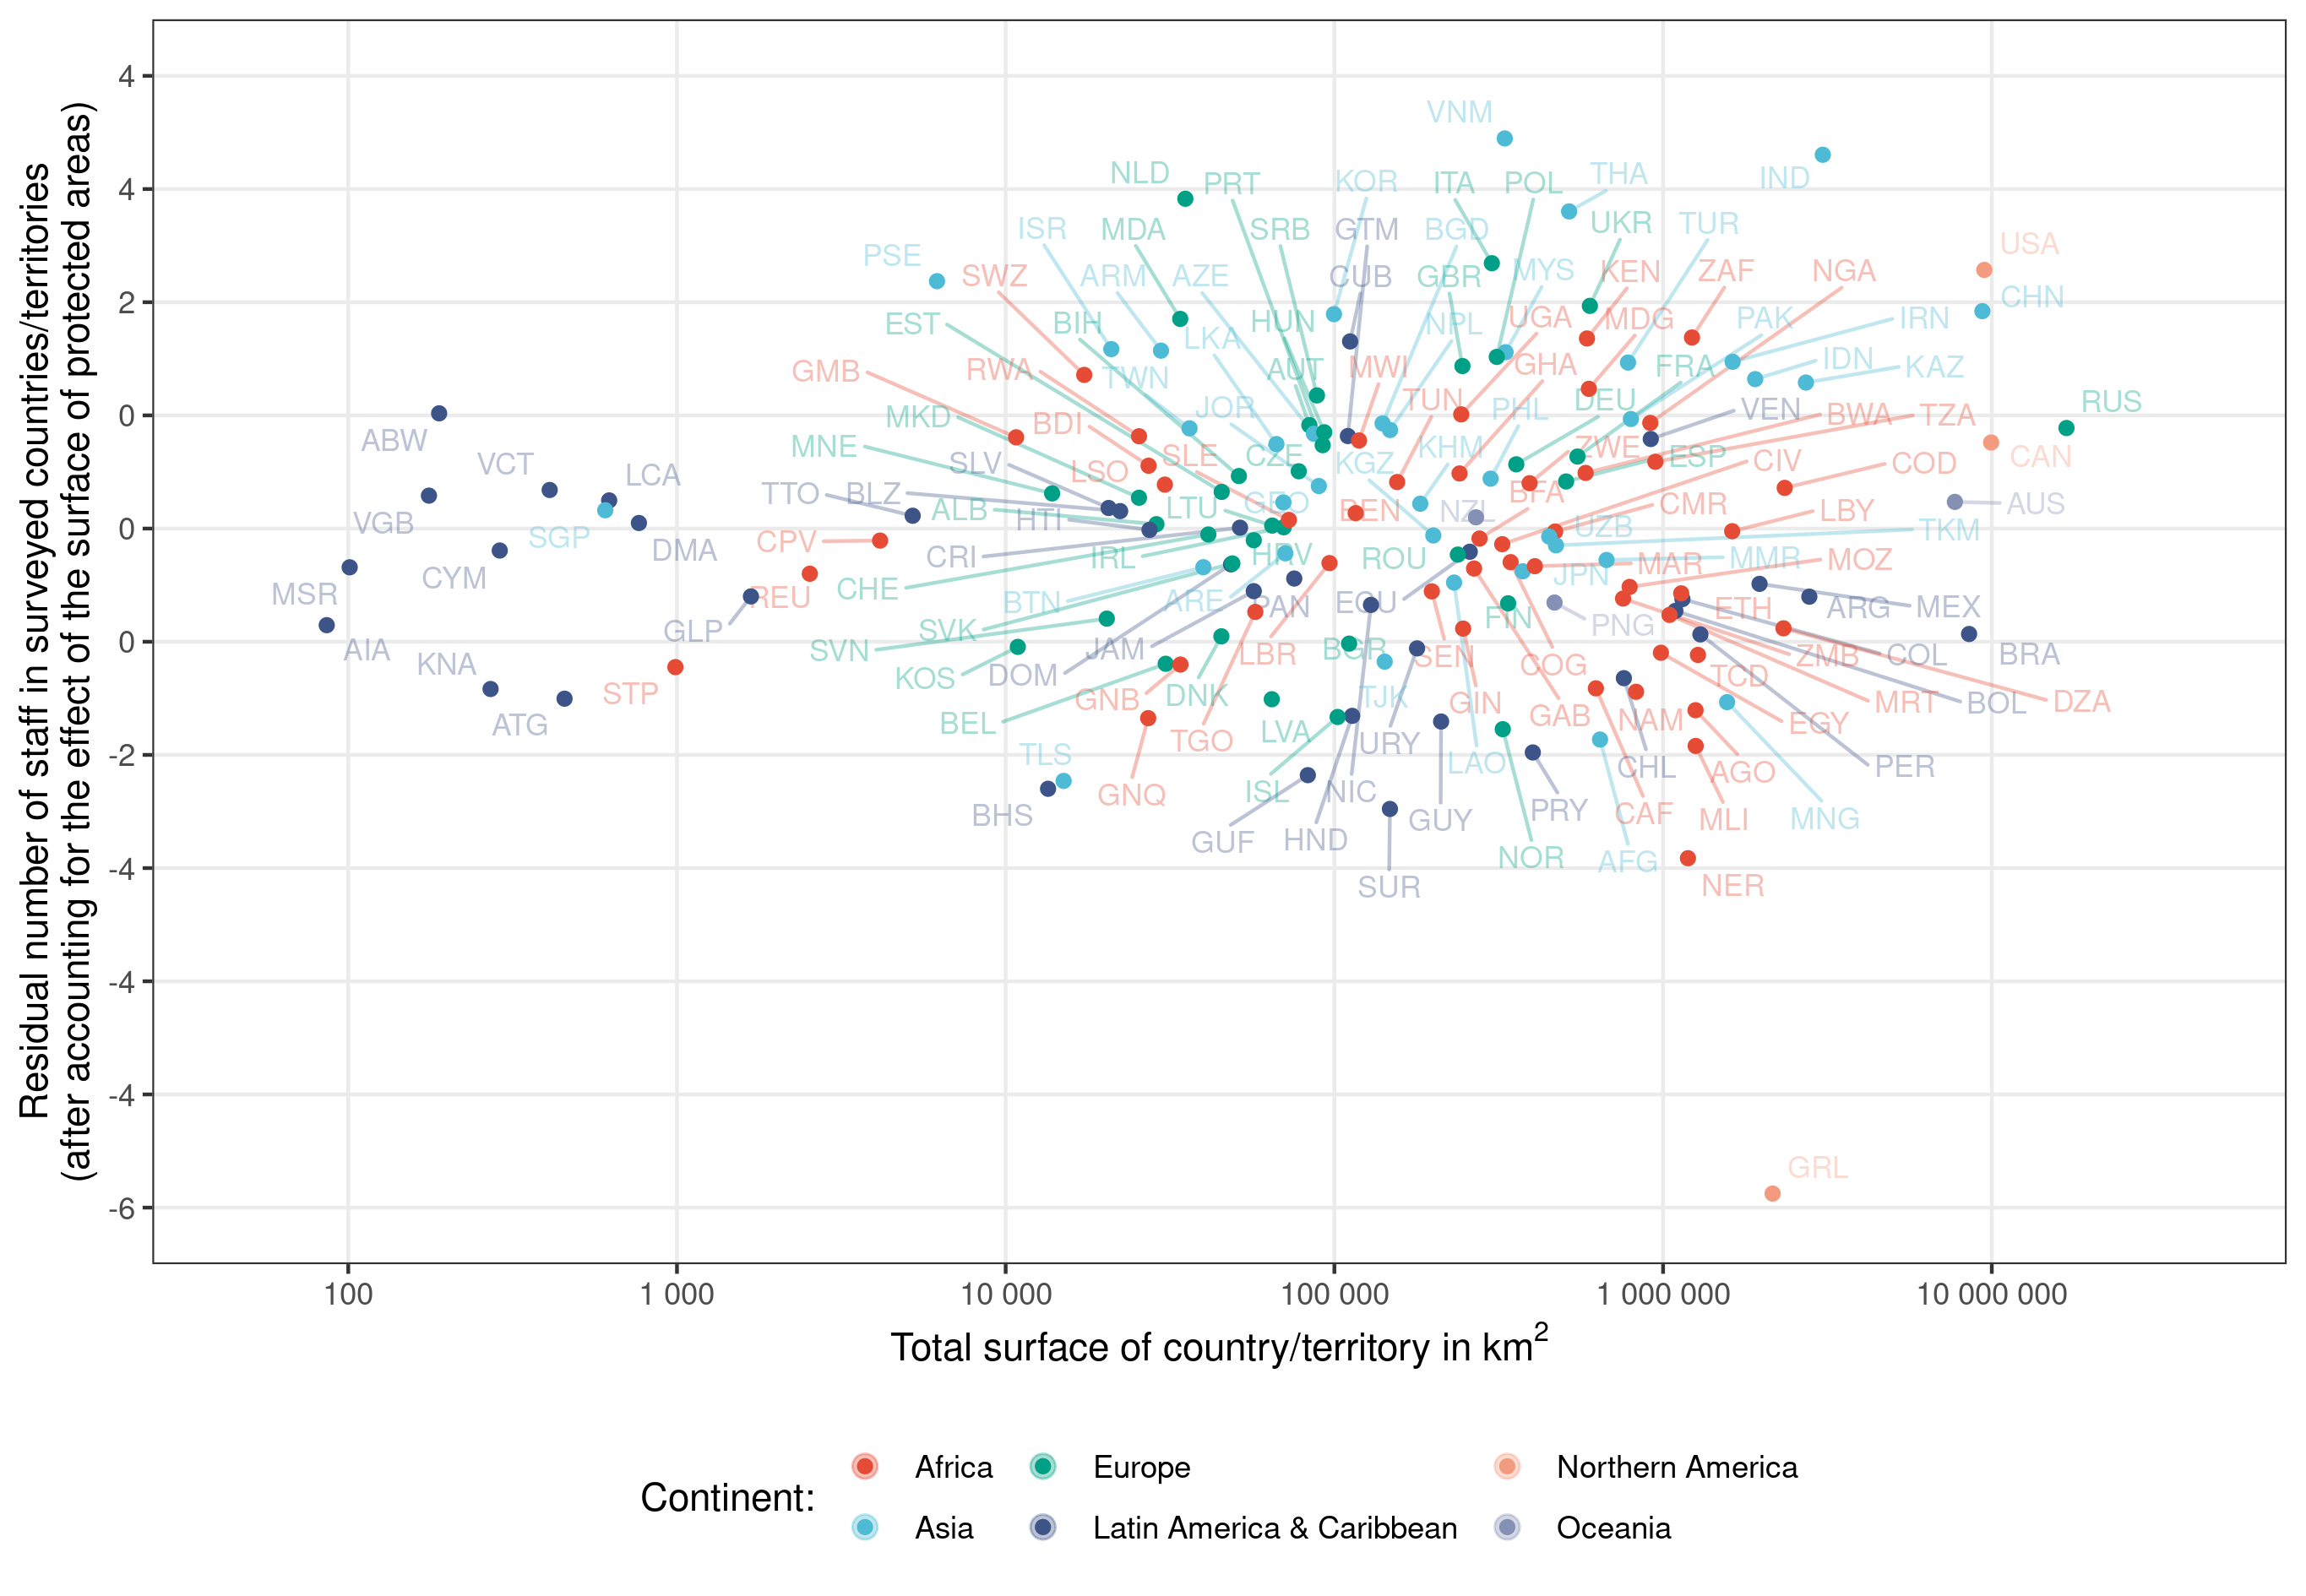 Residual number of staff in surveyed countries/territories
(after accounting for the effect of the surface of protected areas)
4
4
2
0
0
0
-2
-4
-4
-4
-6
VNM
NLD PRT KOR ITA POL THA IND
ISR MDA SRB GTM BGD UKR TUR USA
PSE SWZ ARM AZE CUB GBR MYS KEN ZAF NGA CHN
EST BIH LKA HUN NPL UGA MDG PAK IRN
GMB RWA TWN AUT MWI GHA FRA IDN KAZ
ABW MKD BDI JOR TUN PHL DEU VEN BWA TZA RUS
VCT LCA MNE SLV LSO SLE CZE KGZ KHM ZWE ESP CIV COD CAN
VGB SGP TTO BLZ ALB HTI LTU GEO BEN NZL BFA UZB CMR LBY TKM AUS
CYM DMA CPV CRI IRL HRV ROU JPN MMR MAR MOZ
MSR REU CHE BTN ARE PAN ECU FIN PNG ETH ARG MEX
AIA GLP SVN SVK JAM LBR BGR SEN COG ZMB COL BRA
KNA STP KOS DOM GNB DNK TJK GIN TCD MRT BOL DZA
ATG BEL TGO LVA URY GAB NAM EGY
TLS GNQ ISL NIC LAO CHL AGO PER
BHS GUF HND GUY PRY CAF MLI MNG
SUR NOR AFG NER
GRL
100 1 000 10 000 100 000 1 000 000 10 000 000
Total surface of country/territory in km2
Continent:
Africa Europe Northern America
Asia Latin America & Caribbean Oceania